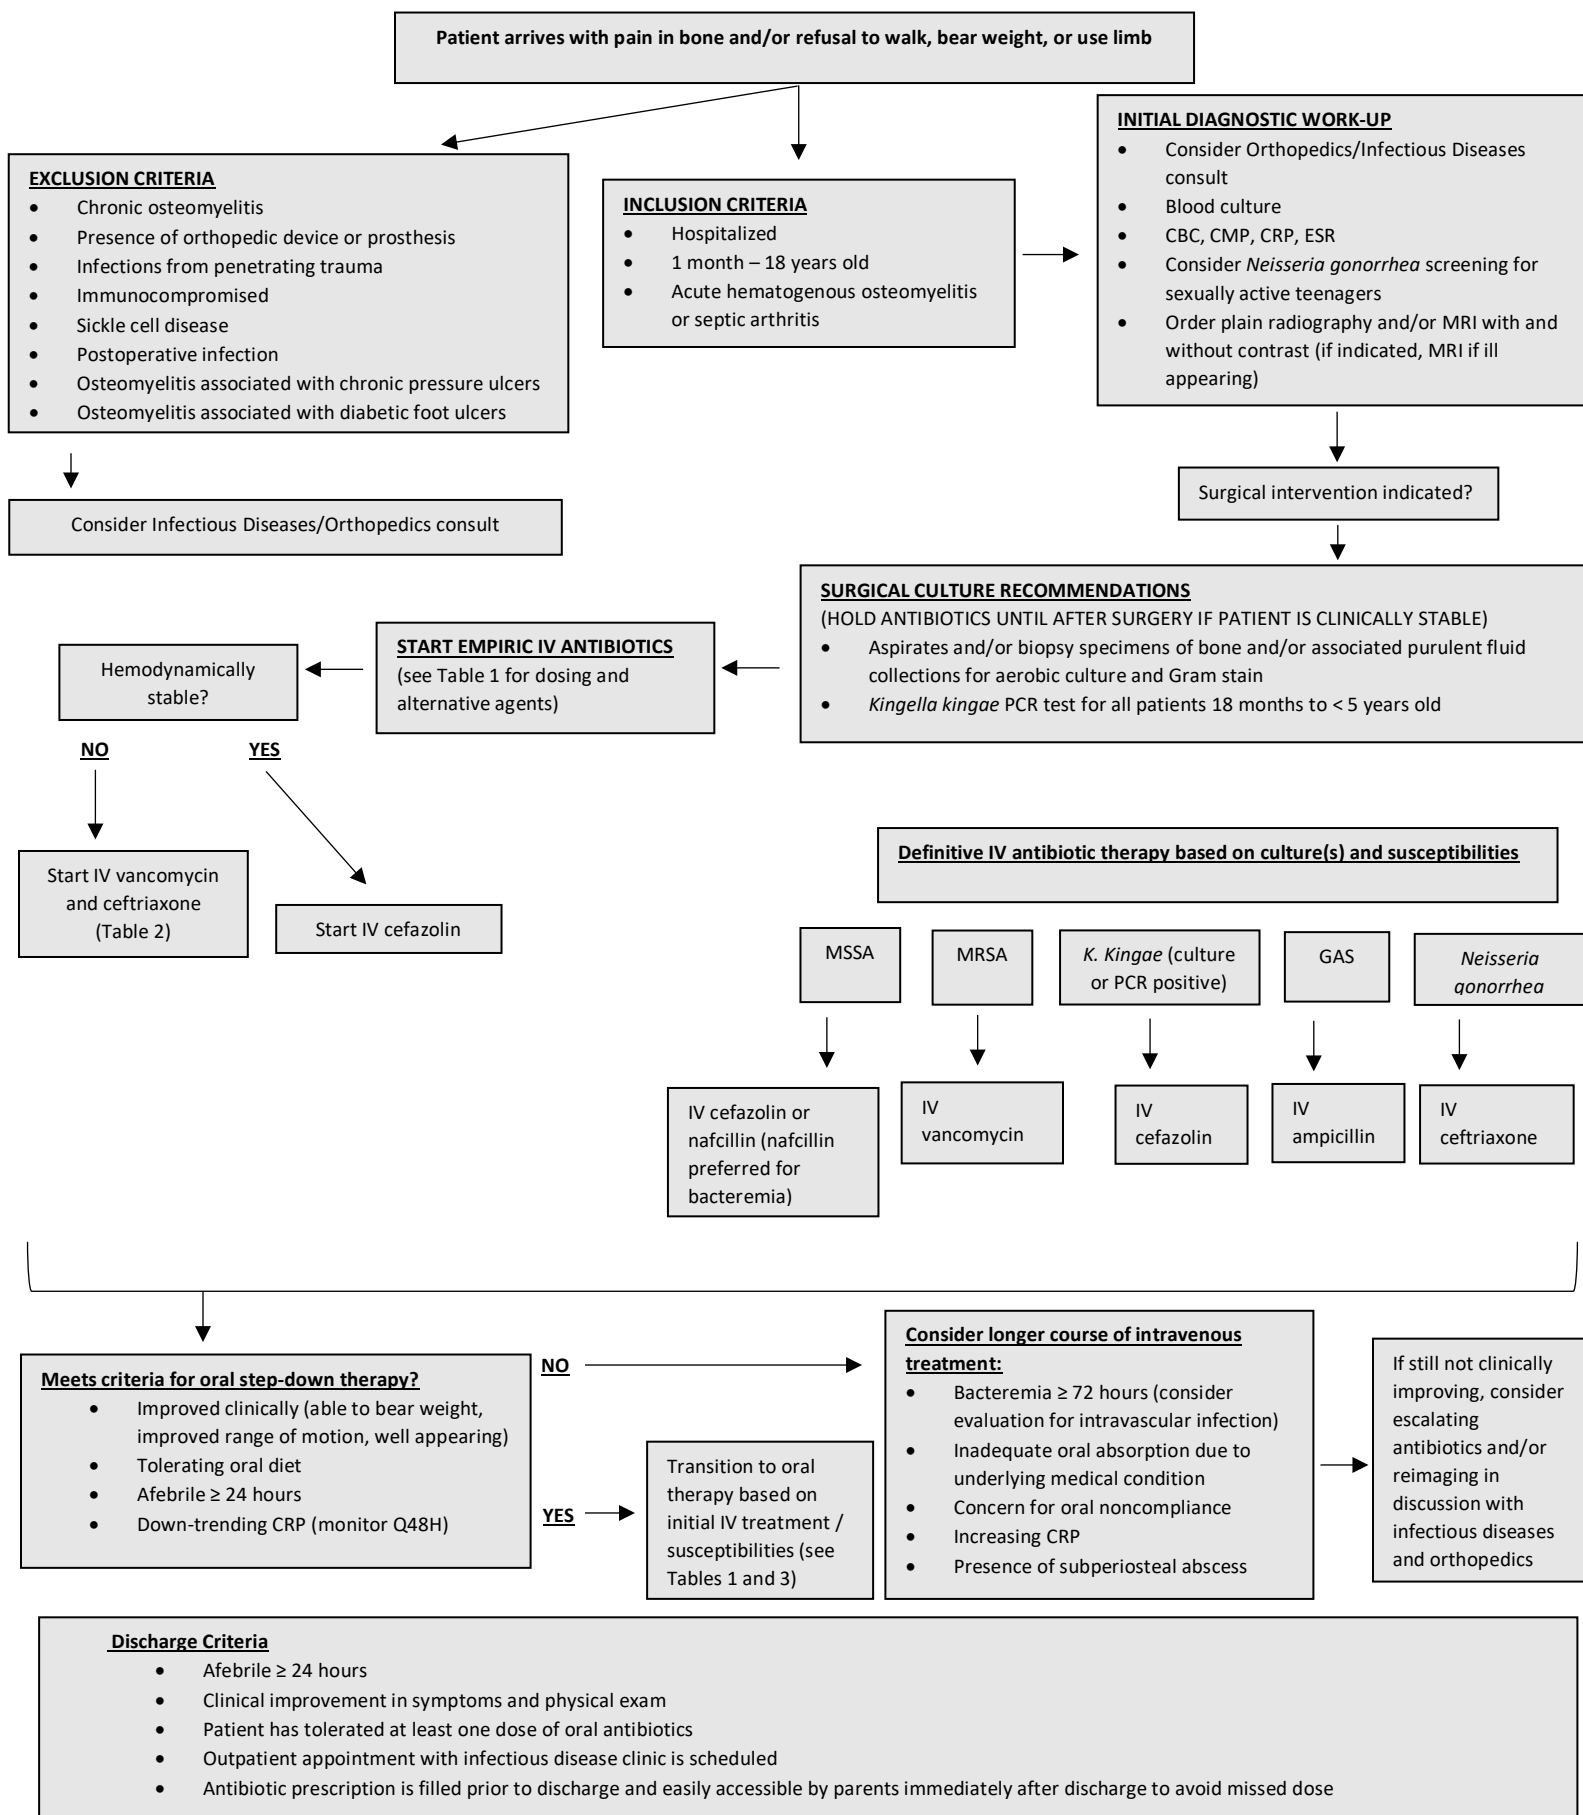 Patient arrives with pain in bone and/or refusal to walk, bear weight, or use limb
EXCLUSION CRITERIA
• Chronic osteomyelitis
• Presence of orthopedic device or prosthesis
• Infections from penetrating trauma
• Immunocompromised
• Sickle cell disease
• Postoperative infection
• Osteomyelitis associated with chronic pressure ulcers
• Osteomyelitis associated with diabetic foot ulcers
Consider Infectious Diseases/Orthopedics consult
INCLUSION CRITERIA
• Hospitalized
• 1 month – 18 years old
• Acute hematogenous osteomyelitis
or septic arthritis
INITIAL DIAGNOSTIC WORK-UP
• Consider Orthopedics/Infectious Diseases
consult
• Blood culture
• CBC, CMP, CRP, ESR
• Consider Neisseria gonorrhea screening for
sexually active teenagers
• Order plain radiography and/or MRI with and
without contrast (if indicated, MRI if ill
appearing)
Surgical intervention indicated?
SURGICAL CULTURE RECOMMENDATIONS
(HOLD ANTIBIOTICS UNTIL AFTER SURGERY IF PATIENT IS CLINICALLY STABLE)
• Aspirates and/or biopsy specimens of bone and/or associated purulent fluid
collections for aerobic culture and Gram stain
• Kingella kingae PCR test for all patients 18 months to < 5 years old
START EMPIRIC IV ANTIBIOTICS
(see Table 1 for dosing and
alternative agents)
Hemodynamically
stable?
NO
YES
Start IV vancomycin
and ceftriaxone
(Table 2)
Start IV cefazolin
Definitive IV antibiotic therapy based on culture(s) and susceptibilities
MSSA
MRSA
K. Kingae (culture
or PCR positive)
GAS
Neisseria
gonorrhea
IV cefazolin or
nafcillin (nafcillin
preferred for
bacteremia)
IV
vancomycin
IV
cefazolin
IV
ampicillin
IV
ceftriaxone
Meets criteria for oral step-down therapy?
• Improved clinically (able to bear weight,
improved range of motion, well appearing)
• Tolerating oral diet
• Afebrile ≥ 24 hours
• Down-trending CRP (monitor Q48H)
NO
YES
Transition to oral
therapy based on
initial IV treatment /
susceptibilities (see
Tables 1 and 3)
Consider longer course of intravenous
treatment:
• Bacteremia ≥ 72 hours (consider
evaluation for intravascular infection)
• Inadequate oral absorption due to
underlying medical condition
• Concern for oral noncompliance
• Increasing CRP
• Presence of subperiosteal abscess
If still not clinically
improving, consider
escalating
antibiotics and/or
reimaging in
discussion with
infectious diseases
and orthopedics
Discharge Criteria
• Afebrile ≥ 24 hours
• Clinical improvement in symptoms and physical exam
• Patient has tolerated at least one dose of oral antibiotics
• Outpatient appointment with infectious disease clinic is scheduled
• Antibiotic prescription is filled prior to discharge and easily accessible by parents immediately after discharge to avoid missed dose